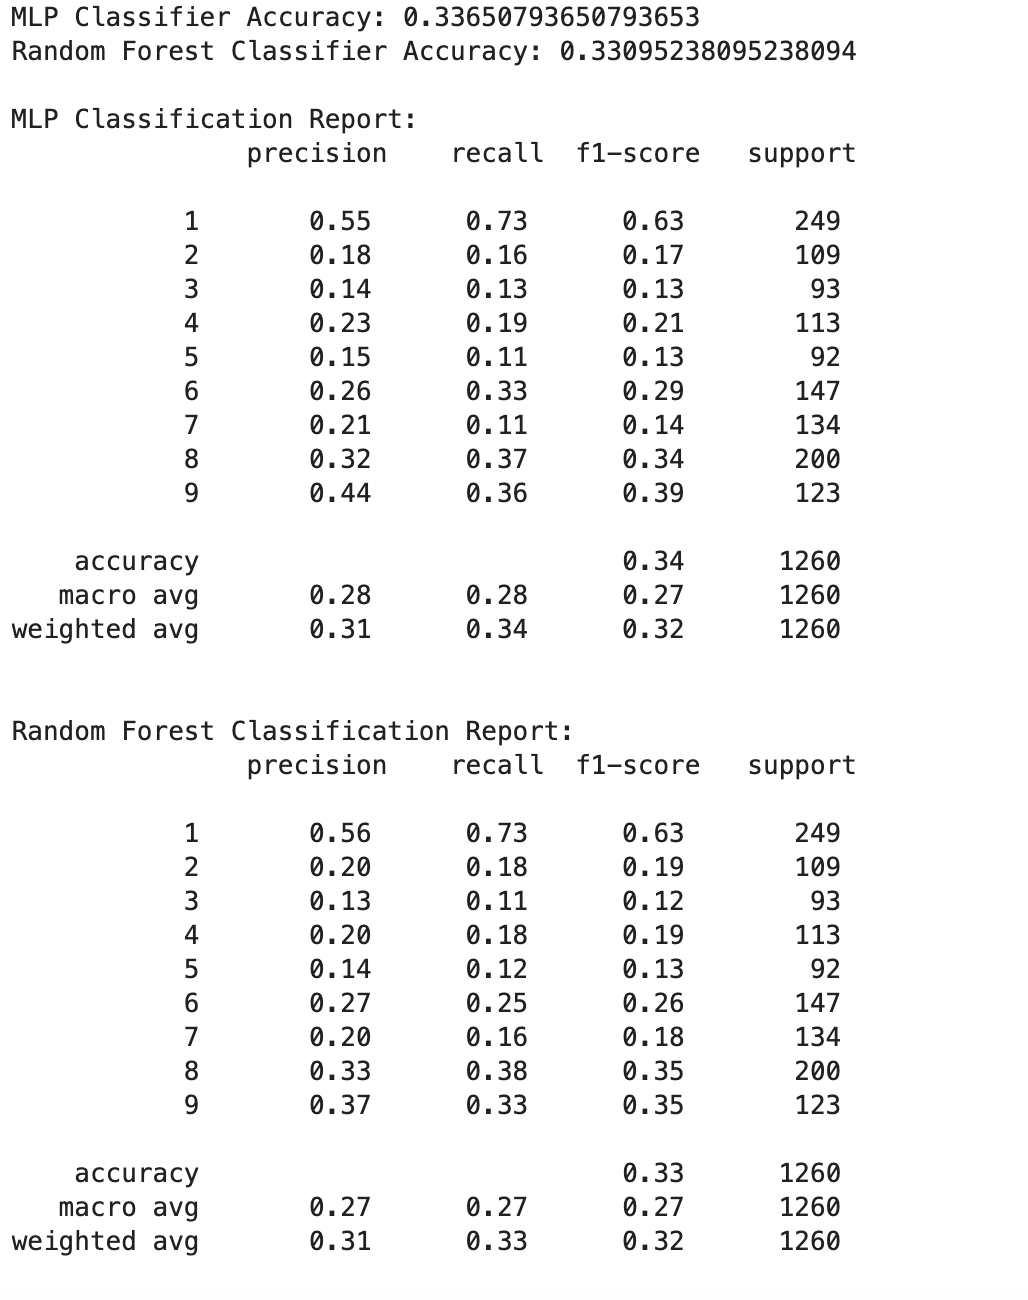 MLP Classifier Accuracy: 0.33650793650793653
Random Forest Classifier Accuracy: 0.33095238095238094
MLP Classification Report:
precision recall f1-score support
1 0.55 0.73 0.63 249
2 0.18 0.16 0.17 109
3 0.14 0.13 0.13 93
4 0.23 0.19 0.21 113
5 0.15 0.11 0.13 92
6 0.26 0.33 0.29 147
7 0.21 0.11 0.14 134
8 0.32 0.37 0.34 200
9 0.44 0.36 0.39 123
accuracy 0.34 1260
macro avg 0.28 0.28 0.27 1260
weighted avg 0.31 0.34 0.32 1260
Random Forest Classification Report:
precision recall f1-score support
1 0.56 0.73 0.63 249
2 0.20 0.18 0.19 109
3 0.13 0.11 0.12 93
4 0.20 0.18 0.19 113
5 0.14 0.12 0.13 92
6 0.27 0.25 0.26 147
7 0.20 0.16 0.18 134
8 0.33 0.38 0.35 200
9 0.37 0.33 0.35 123
accuracy 0.33 1260
macro avg 0.27 0.27 0.27 1260
weighted avg 0.31 0.33 0.32 1260